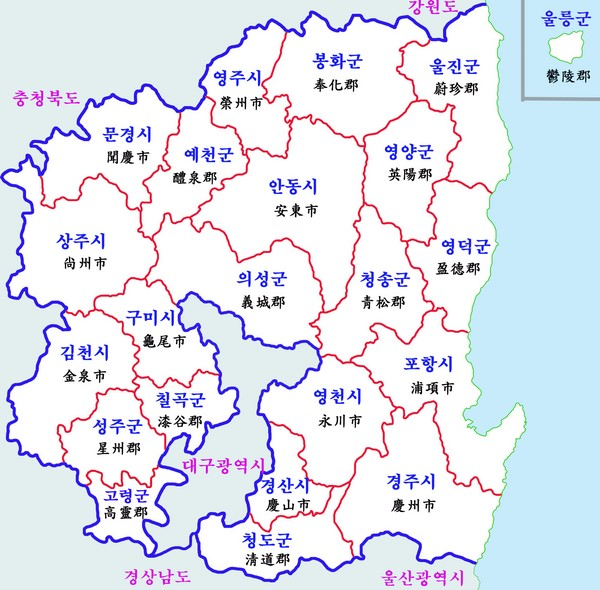 강원도
울릉군
鬱陵郡
봉화군
奉化郡
울진군
蔚珍郡
영주시
榮州市
충청북도
문경시
聞慶市
예천군
醴泉郡
영양군
英陽郡
안동시
安東市
상주시
尙州市
영덕군
盈德郡
의성군
義城郡
청송군
青松郡
구미시
龜尾市
김천시
金泉市
포항시
浦項市
칠곡군
漆谷郡
영천시
永川市
성주군
星州郡
대구광역시
경산시
慶山市
경주시
慶州市
고령군
高靈郡
청도군
清道郡
경상남도
울산광역시